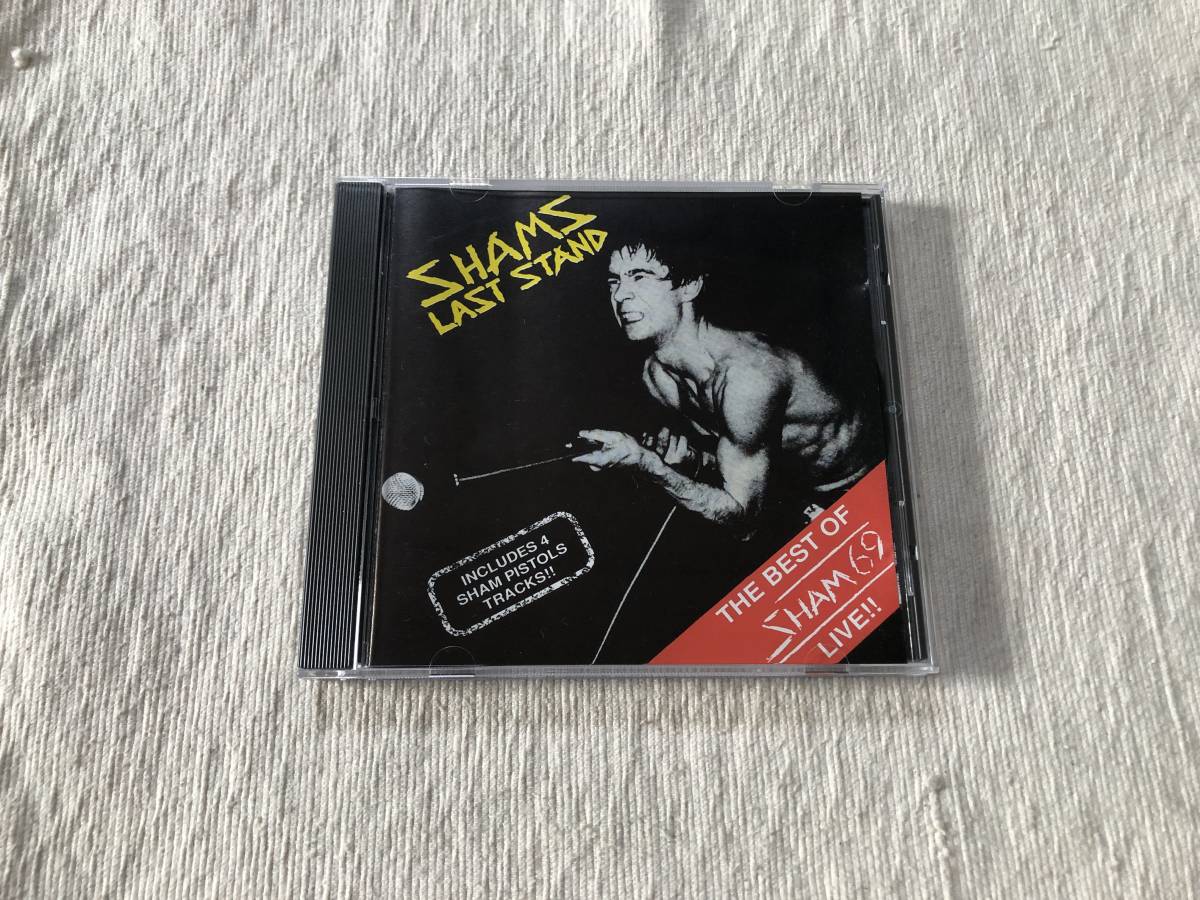 SHAMS
LAST STAND
INCLUDES 4
SHAM PISTOLS
TRACKS!!
THE BEST OF
SHAM 69
LIVE!!